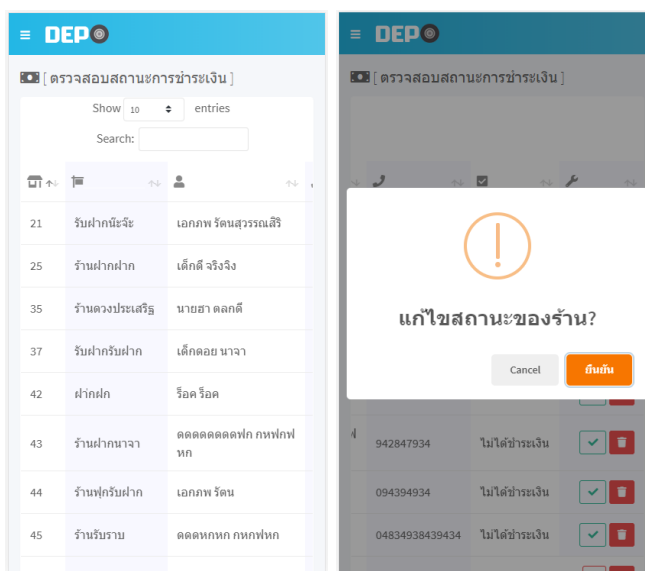 DEPO
[ ตรวจสอบสถานะการชำระเงิน ]
Show 10 entries
Search:
21 รับฝากนัะจ๊ะ เอกภพ รัตนสุวรรณสิริ
25 ร้านฝากฝาก เด็กดี จริงจิง
35 ร้านดวงประเสริฐ นายฮา ตลกดี
37 รับฝากรับฝาก เด็กดอย นาจา
42 ฝาักฝก ร็อค ร็อค
43 ร้านฝากนาจา ดดดดดดดดฟก กหฟกฟ
หก
44 ร้านฟุกรับฝาก เอกภพ รัตน
45 ร้านรับราบ ดดดหกหก กหกฟหก
DEPO
[ ตรวจสอบสถานะการชำระเงิน ]
แก้ไขสถานะของร้าน?
Cancel ยืนยัน
942847934 ไม่ได้ชำระเงิน
094394934 ไม่ได้ชำระเงิน
04834938439434 ไม่ได้ชำระเงิน